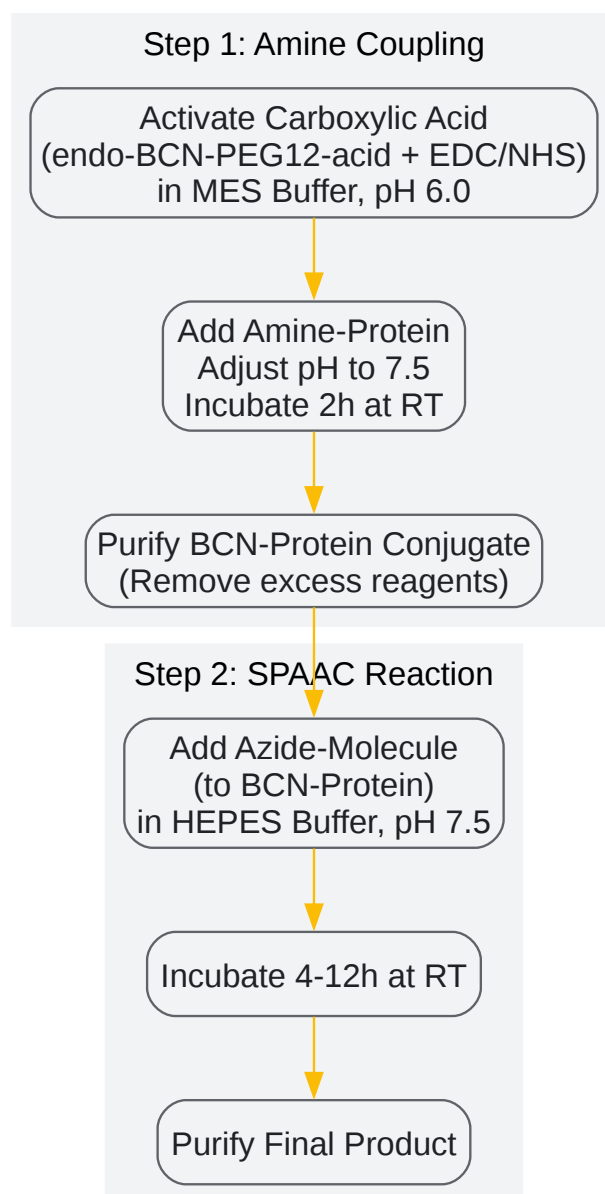 Step 1: Amine Coupling
Activate Carboxylic Acid
(endo-BCN-PEG12-acid + EDC/NHS)
in MES Buffer, pH 6.0
Add Amine-Protein
Adjust pH to 7.5
Incubate 2h at RT
Purify BCN-Protein Conjugate
(Remove excess reagents)
Step 2: SPAAC Reaction
Add Azide-Molecule
(to BCN-Protein)
in HEPES Buffer, pH 7.5
Incubate 4-12h at RT
Purify Final Product